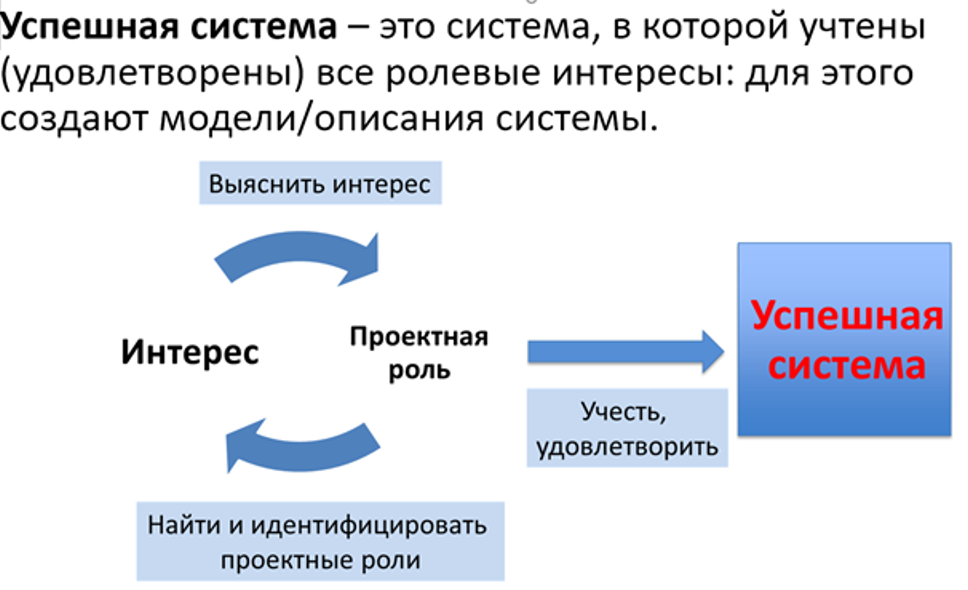 Успешная система – это система, в которой учтены
(удовлетворены) все ролевые интересы: для этого
создают модели/описания системы.
Выяснить интерес
Интерес
Проектная
роль
Успешная
система
Учесть,
удовлетворить
Найти и идентифицировать
проектные роли